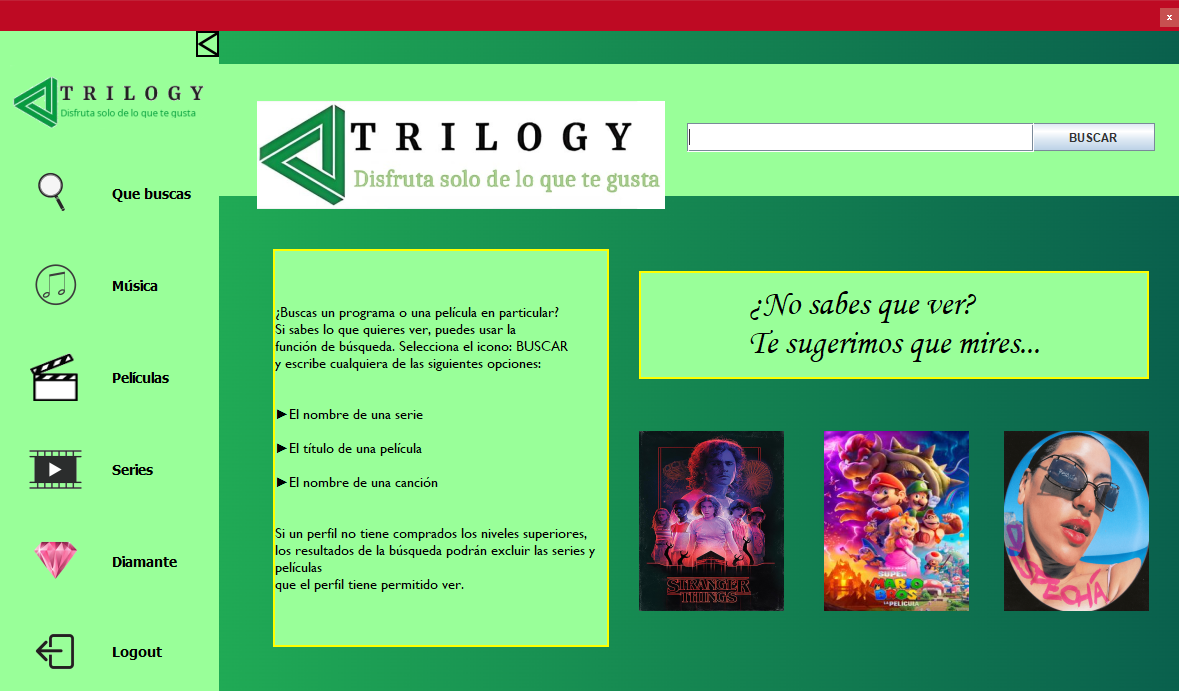 x
TRILOGY
Disfruta solo de lo que te gusta
Que buscas
Música
Películas
Series
Diamante
Logout
TRILOGY
Disfruta solo de lo que te gusta
BUSCAR
¿Buscas un programa o una película en particular?
Si sabes lo que quieres ver, puedes usar la
función de búsqueda. Selecciona el icono: BUSCAR
y escribe cualquiera de las siguientes opciones:
►El nombre de una serie
►El título de una película
►El nombre de una canción
Si un perfil no tiene comprados los niveles superiores,
los resultados de la búsqueda podrán excluir las series y
películas
que el perfil tiene permitido ver.
¿No sabes que ver?
Te sugerimos que mires...
STRANGER
THINGS
SUPER
MARIO
BROS
LA PELÍCULA